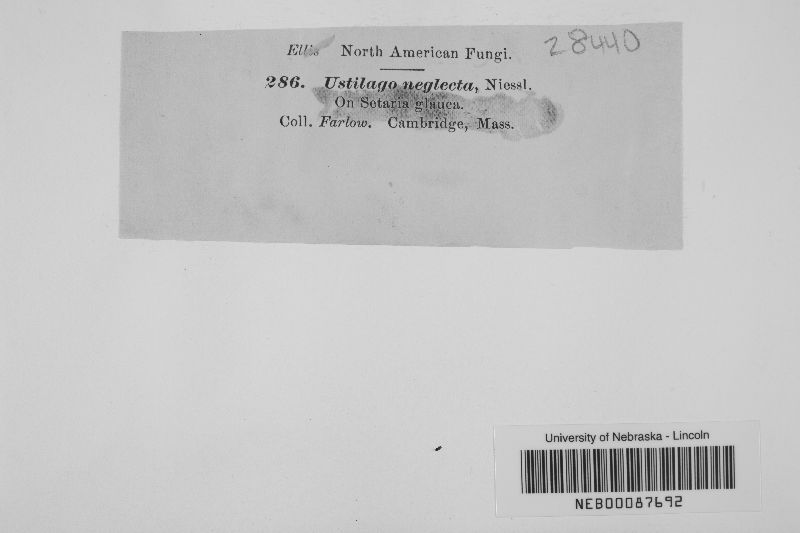 Ellis North American Fungi.
28440
286. Ustilago neglecta, Niessl.
On Setaria glauca.
Coll. Farlow. Cambridge, Mass.
University of Nebraska - Lincoln
NEB00087692